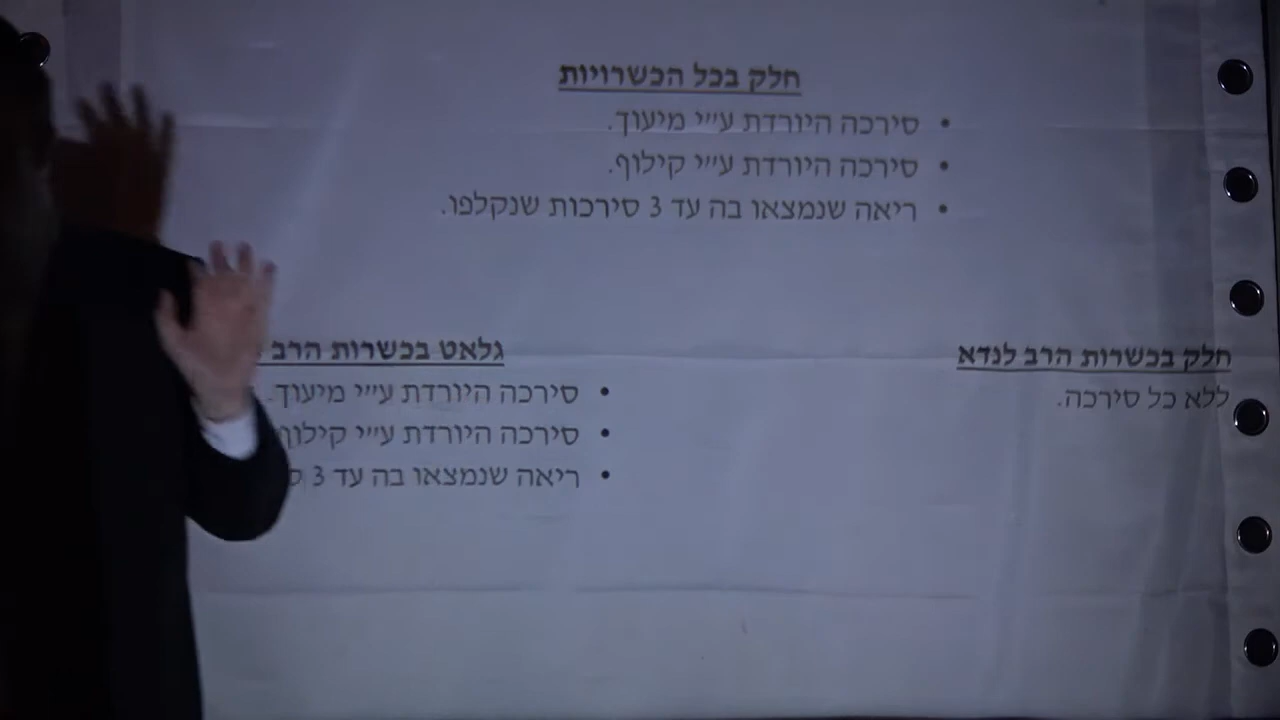 חלק בכל הכשרויות
• סירכה היורדת ע״י מיעוך.
• סירכה היורדת ע״י קילוף.
• ריאה שנמצאו בה עד 3 סירכות שנקלפו.
חלק בכשרות הרב לנדא
ללא כל סירכה.
גלאט בכשרות הרב
• סירכה היורדת ע״י מיעוך.
• סירכה היורדת ע״י קילוף
• ריאה שנמצאו בה עד 3